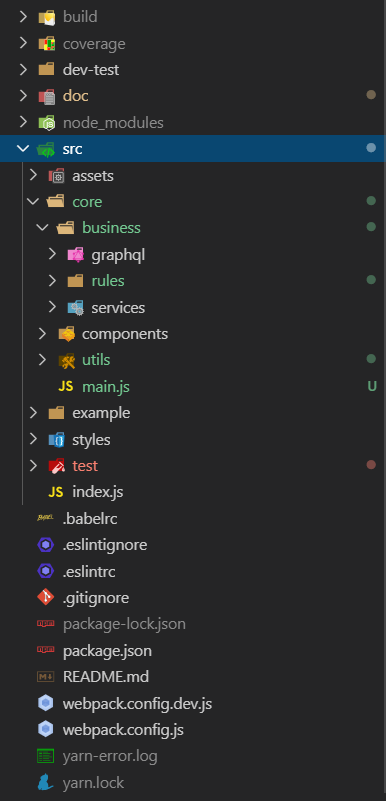 build
coverage
dev-test
doc
node_modules
src
assets
core
business
graphql
rules
services
components
utils
JS main.js U
example
styles
test
JS index.js
.babelrc
.eslintignore
.eslintrc
.gitignore
package-lock.json
package.json
README.md
webpack.config.dev.js
webpack.config.js
yarn-error.log
yarn.lock